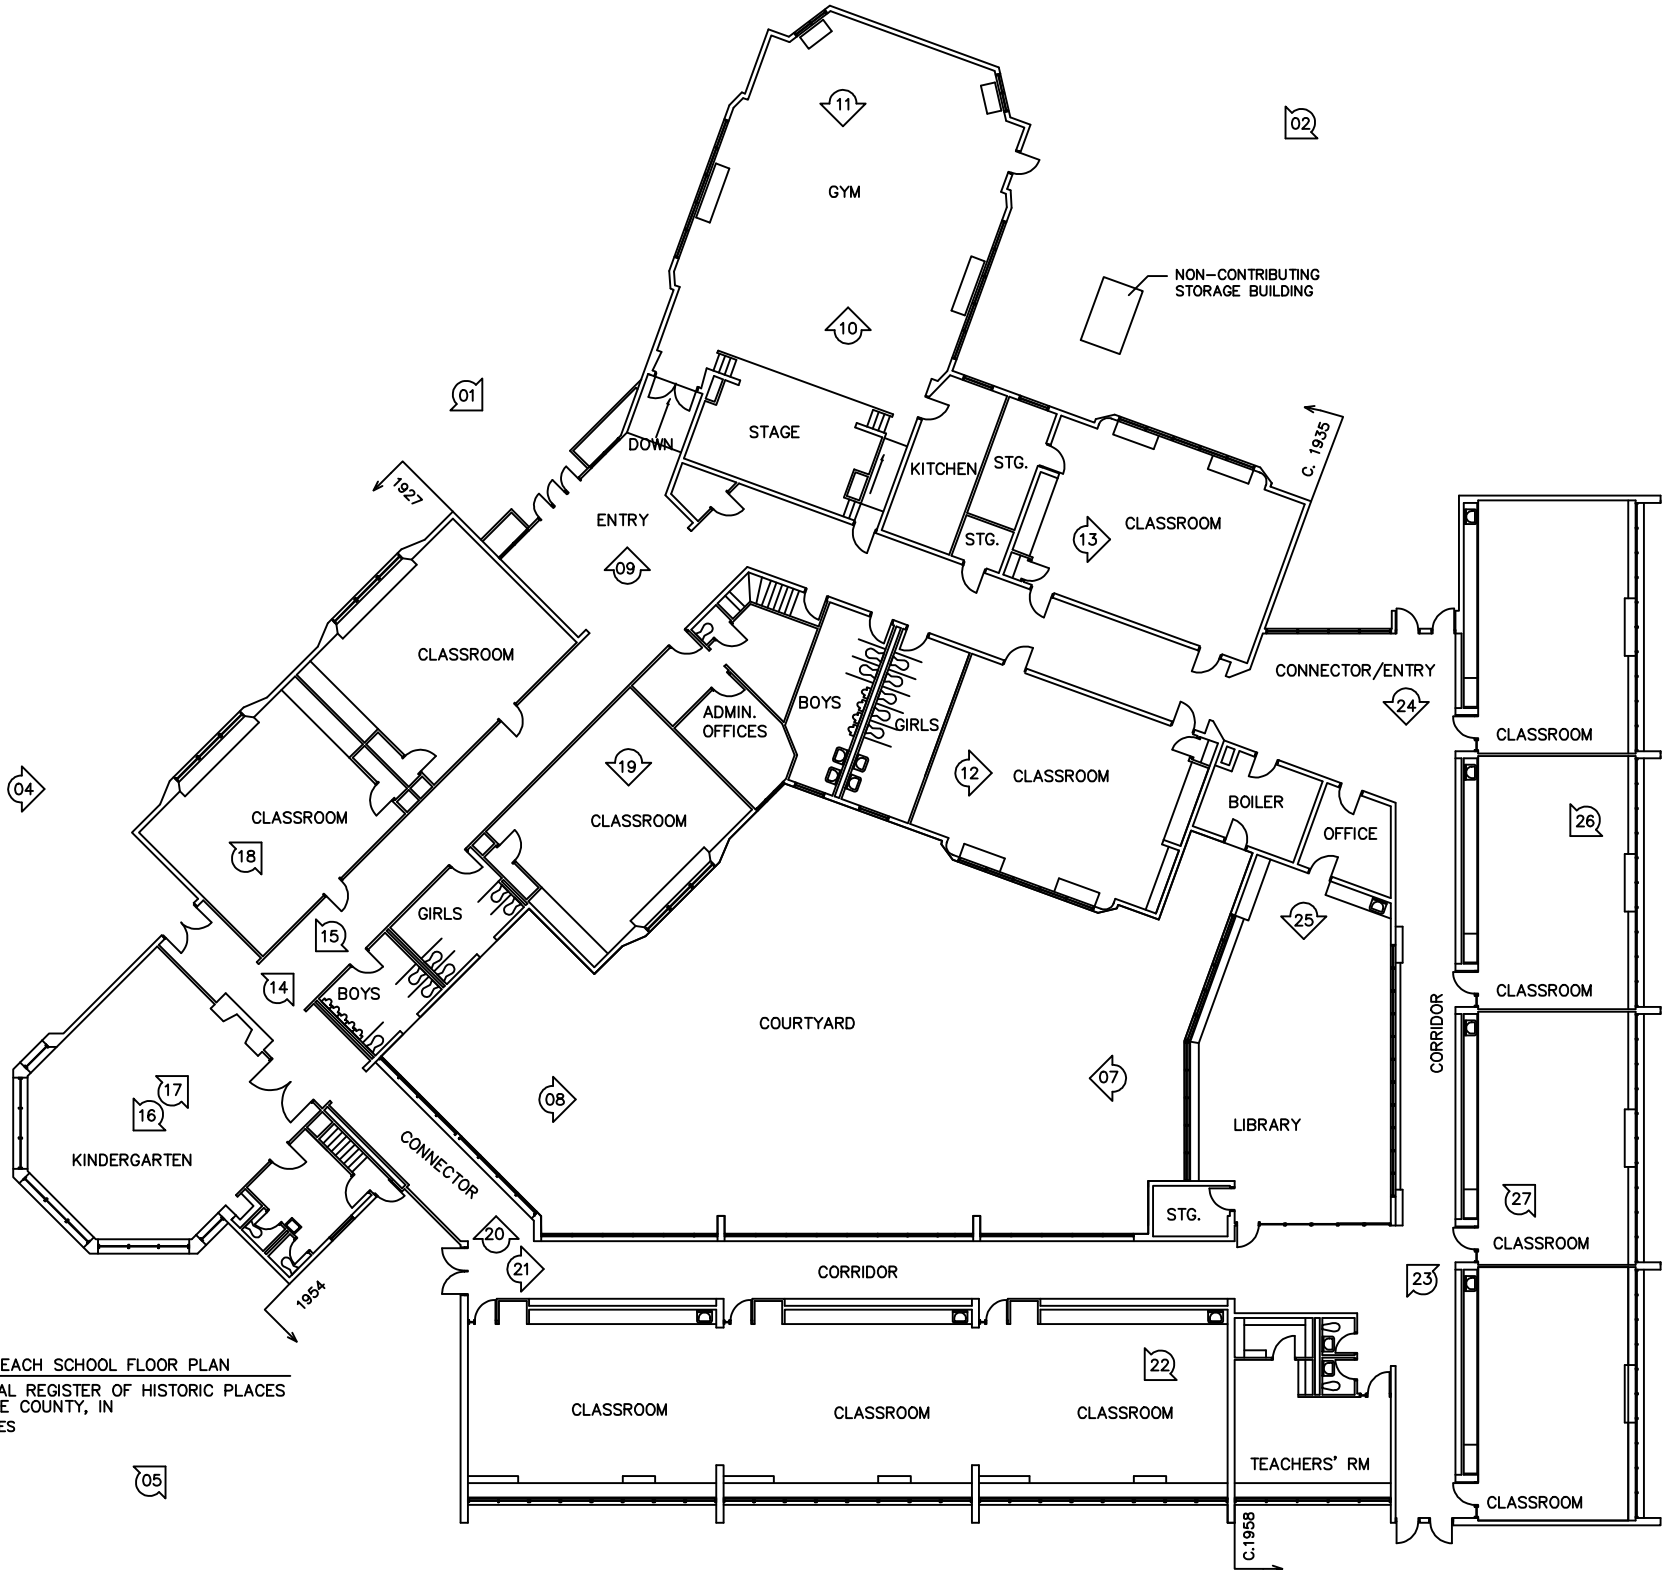 11
02
GYM
NON-CONTRIBUTING
STORAGE BUILDING
10
01
DOWN
STAGE
KITCHEN
STG.
C. 1935
1927
ENTRY
CLASSROOM
13
STG.
09
CLASSROOM
CONNECTOR/ENTRY
24
ADMIN.
OFFICES
BOYS
GIRLS
CLASSROOM
04
19
12
CLASSROOM
BOILER
OFFICE
26
CLASSROOM
CLASSROOM
18
GIRLS
25
15
14
BOYS
COURTYARD
CLASSROOM
CORRIDOR
17
16
08
07
LIBRARY
KINDERGARTEN
CONNECTOR
27
STG.
20
21
CORRIDOR
CLASSROOM
23
1954
EACH SCHOOL FLOOR PLAN
AL REGISTER OF HISTORIC PLACES
E COUNTY, IN
ES
22
CLASSROOM
CLASSROOM
CLASSROOM
05
TEACHERS' RM
CLASSROOM
C.1958